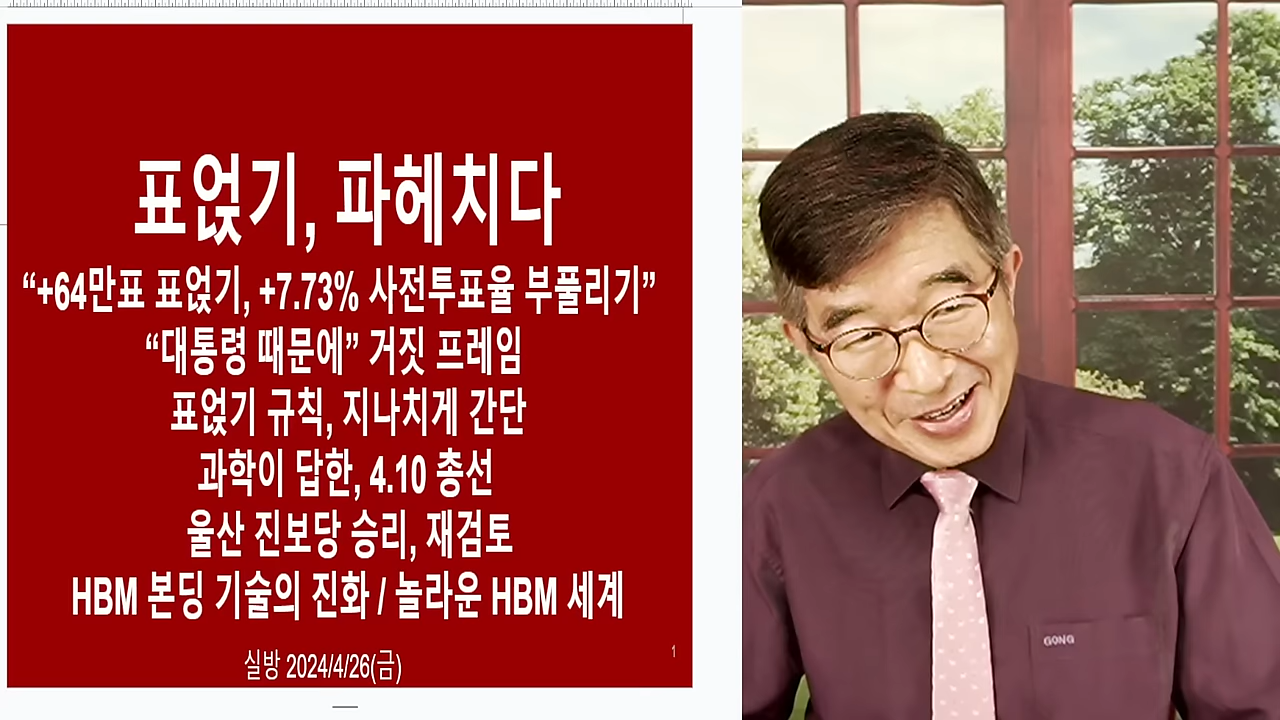 표얹기, 파헤치다
“+64만표 표얹기, +7.73% 사전투표율 부풀리기”
“대통령 때문에” 거짓 프레임
표얹기 규칙, 지나치게 간단
과학이 답한, 4.10 총선
울산 진보당 승리, 재검토
HBM 본딩 기술의 진화 / 놀라운 HBM 세계
실방 2024/4/26(금)
1
GONG